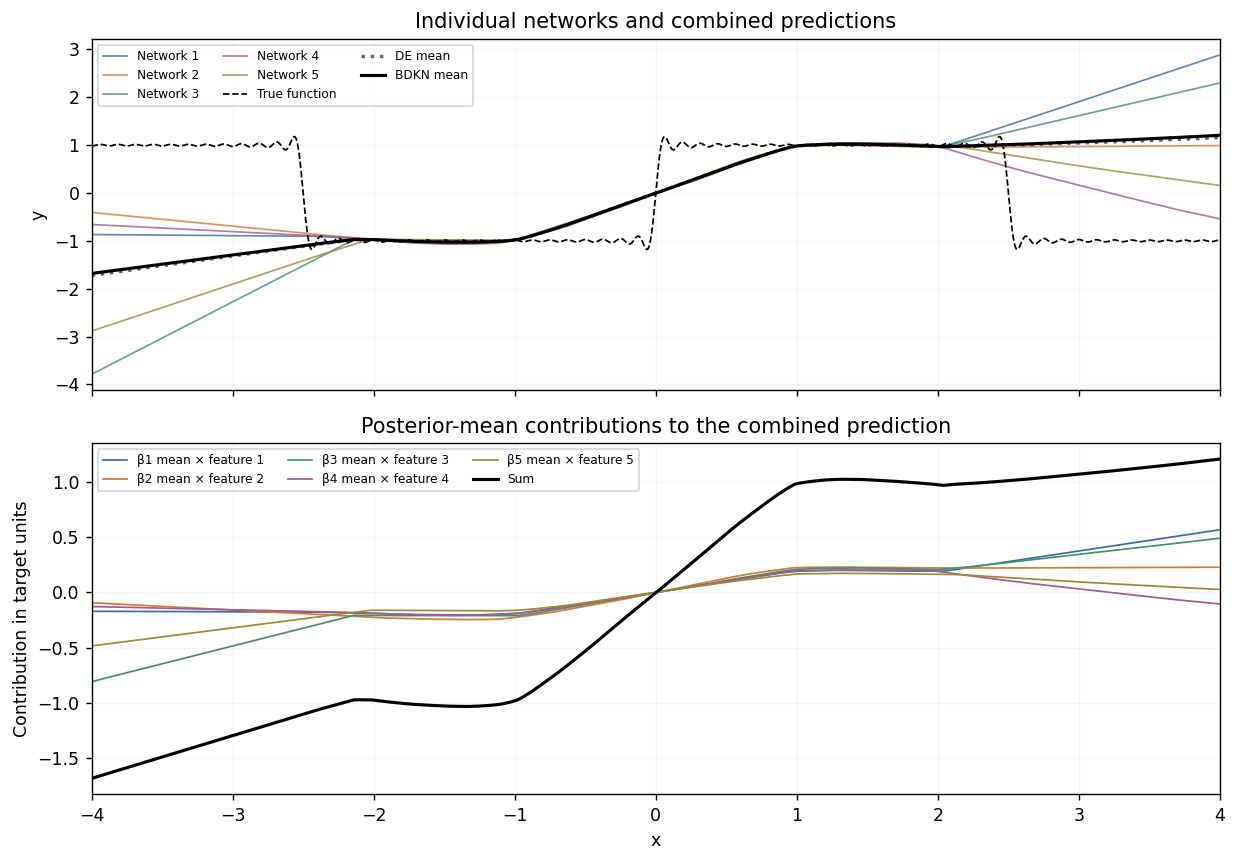 Individual networks and combined predictions
Network 1
Network 2
Network 3
Network 4
Network 5
True function
DE mean
BDKN mean
3
2
1
0
−1
−2
−3
−4
y
Posterior-mean contributions to the combined prediction
β1 mean × feature 1
β2 mean × feature 2
β3 mean × feature 3
β4 mean × feature 4
β5 mean × feature 5
Sum
1.0
0.5
0.0
−0.5
−1.0
−1.5
Contribution in target units
−4
−3
−2
−1
0
1
2
3
4
x